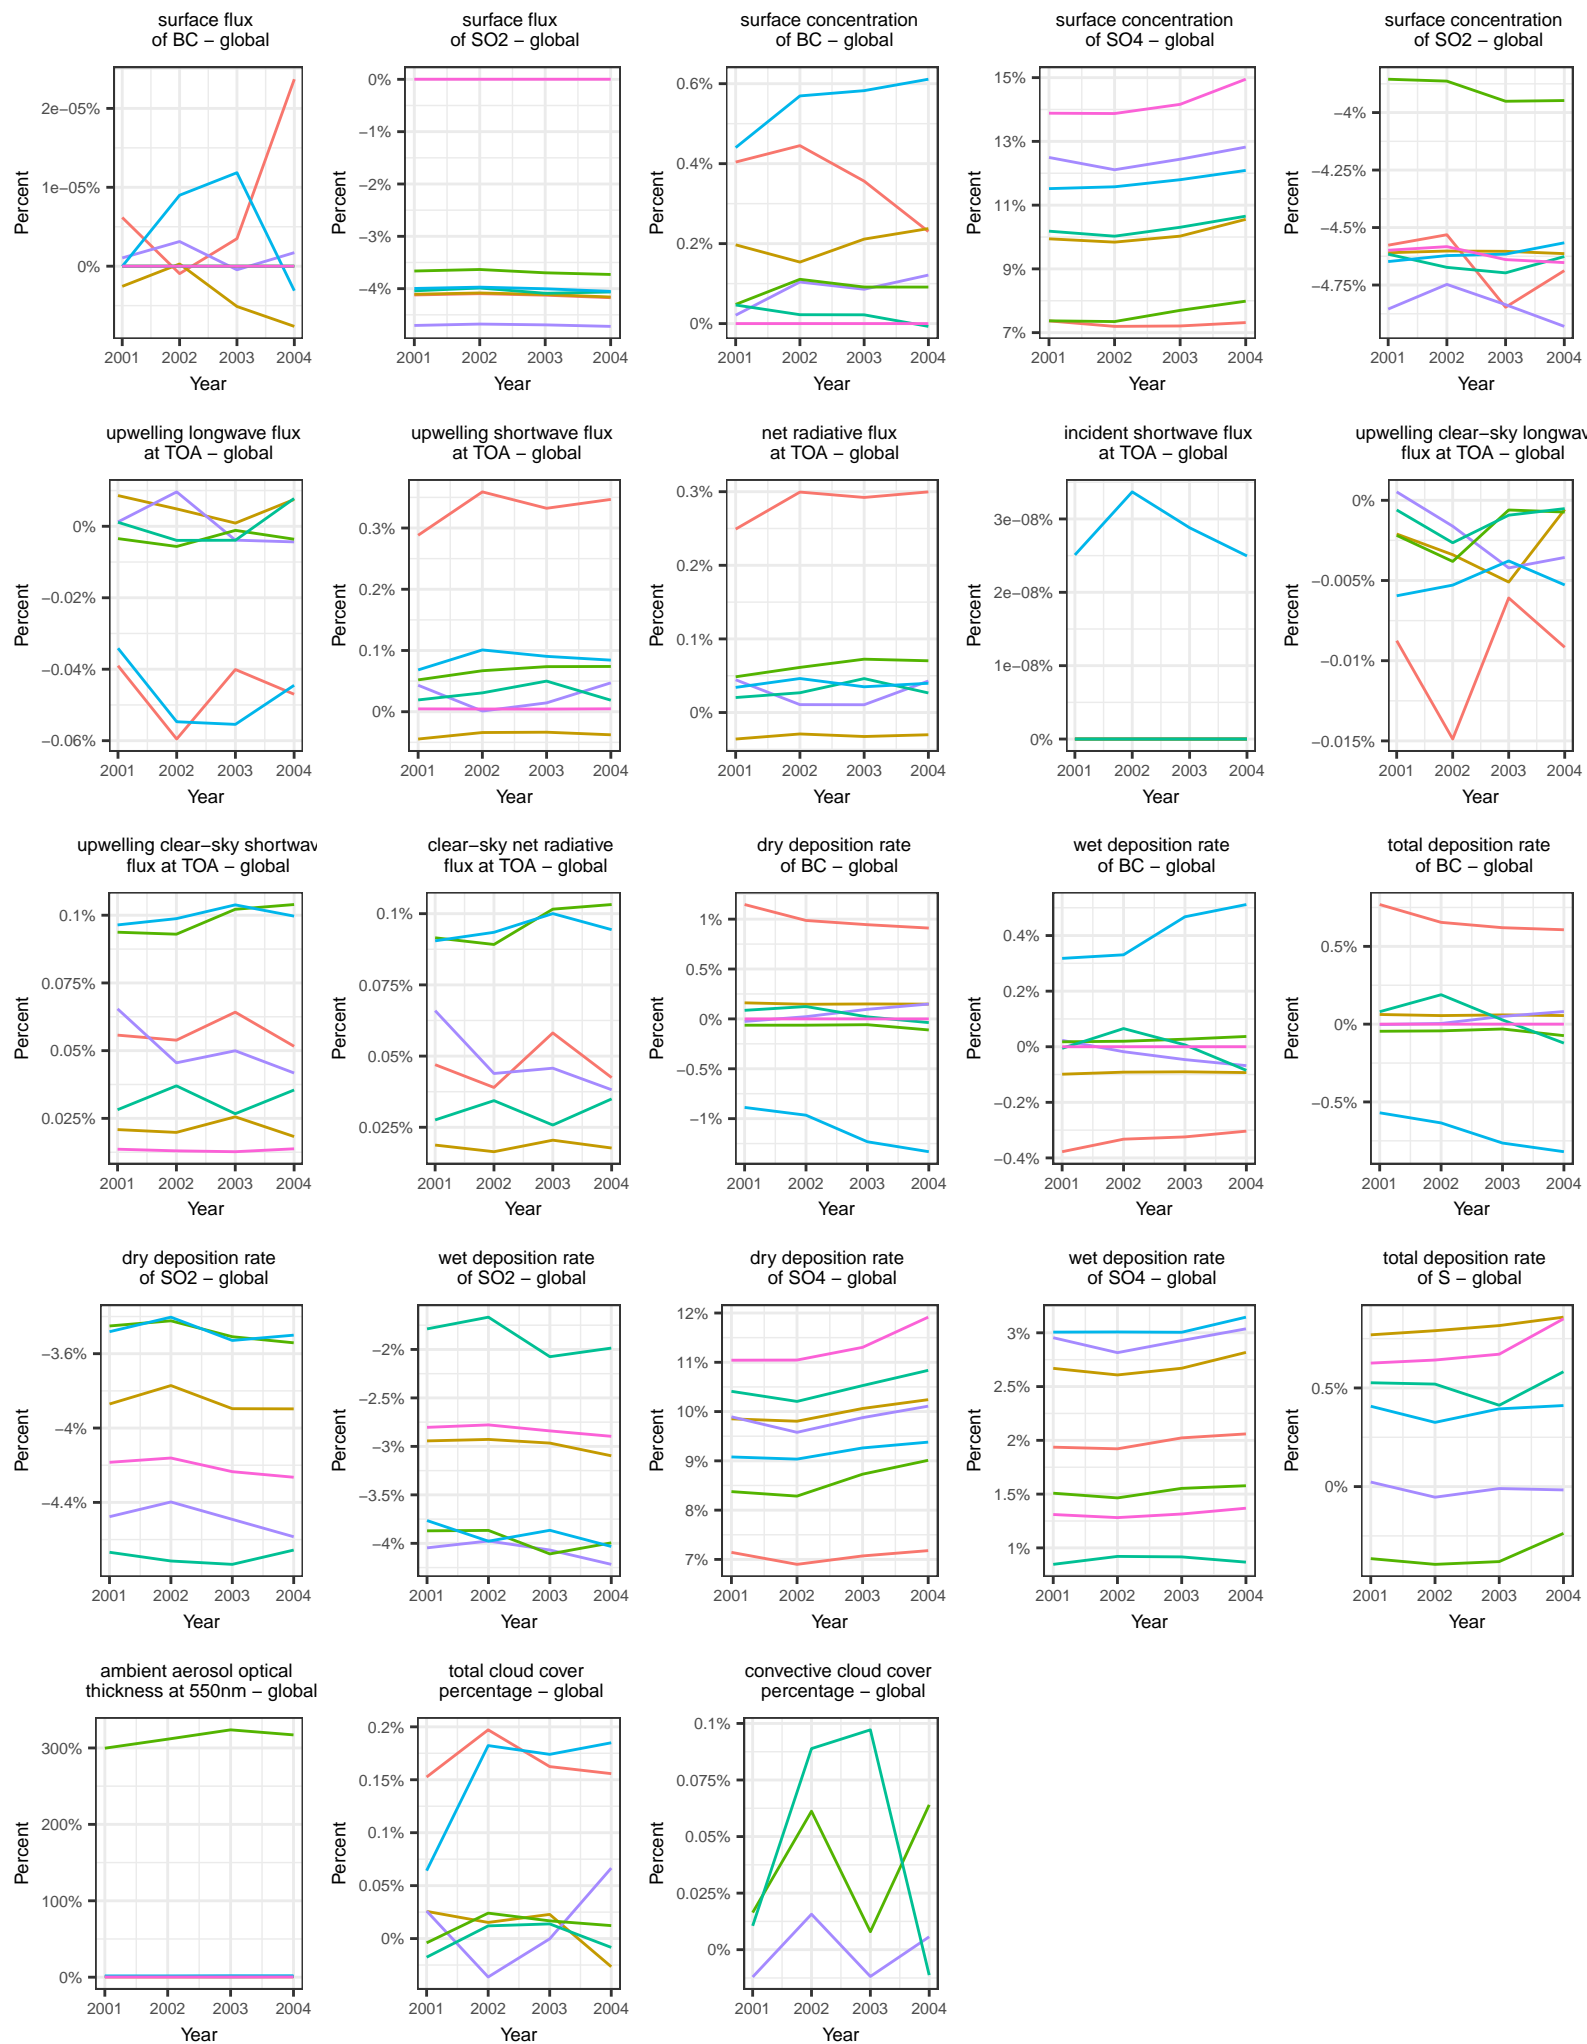 surface flux
of BC − global
surface flux
of SO2 − global
surface concentration
of BC − global
surface concentration
of SO4 − global
surface concentration
of SO2 − global
Percent
2e−05%
1e−05%
0%
2001 2002 2003 2004
Year
Percent
0%
−1%
−2%
−3%
−4%
2001 2002 2003 2004
Year
Percent
0.6%
0.4%
0.2%
0%
2001 2002 2003 2004
Year
Percent
15%
13%
11%
9%
7%
2001 2002 2003 2004
Year
Percent
−4%
−4.25%
−4.5%
−4.75%
2001 2002 2003 2004
Year
upwelling longwave flux
at TOA − global
upwelling shortwave flux
at TOA − global
net radiative flux
at TOA − global
incident shortwave flux
at TOA − global
upwelling clear−sky longwav
flux at TOA − global
Percent
0%
−0.02%
−0.04%
−0.06%
2001 2002 2003 2004
Year
Percent
0.3%
0.2%
0.1%
0%
2001 2002 2003 2004
Year
Percent
0.3%
0.2%
0.1%
0%
2001 2002 2003 2004
Year
Percent
3e−08%
2e−08%
1e−08%
0%
2001 2002 2003 2004
Year
Percent
0%
−0.005%
−0.01%
−0.015%
2001 2002 2003 2004
Year
upwelling clear−sky shortwav
flux at TOA − global
clear−sky net radiative
flux at TOA − global
dry deposition rate
of BC − global
wet deposition rate
of BC − global
total deposition rate
of BC − global
Percent
0.1%
0.075%
0.05%
0.025%
2001 2002 2003 2004
Year
Percent
0.1%
0.075%
0.05%
0.025%
2001 2002 2003 2004
Year
Percent
1%
0.5%
0%
−0.5%
−1%
2001 2002 2003 2004
Year
Percent
0.4%
0.2%
0%
−0.2%
−0.4%
2001 2002 2003 2004
Year
Percent
0.5%
0%
−0.5%
2001 2002 2003 2004
Year
dry deposition rate
of SO2 − global
wet deposition rate
of SO2 − global
dry deposition rate
of SO4 − global
wet deposition rate
of SO4 − global
total deposition rate
of S − global
Percent
−3.6%
−4%
−4.4%
2001 2002 2003 2004
Year
Percent
−2%
−2.5%
−3%
−3.5%
−4%
2001 2002 2003 2004
Year
Percent
12%
11%
10%
9%
8%
7%
2001 2002 2003 2004
Year
Percent
3%
2.5%
2%
1.5%
1%
2001 2002 2003 2004
Year
Percent
0.5%
0%
2001 2002 2003 2004
Year
ambient aerosol optical
thickness at 550nm − global
total cloud cover
percentage − global
convective cloud cover
percentage − global
Percent
300%
200%
100%
0%
2001 2002 2003 2004
Year
Percent
0.2%
0.15%
0.1%
0.05%
0%
2001 2002 2003 2004
Year
Percent
0.1%
0.075%
0.05%
0.025%
0%
2001 2002 2003 2004
Year